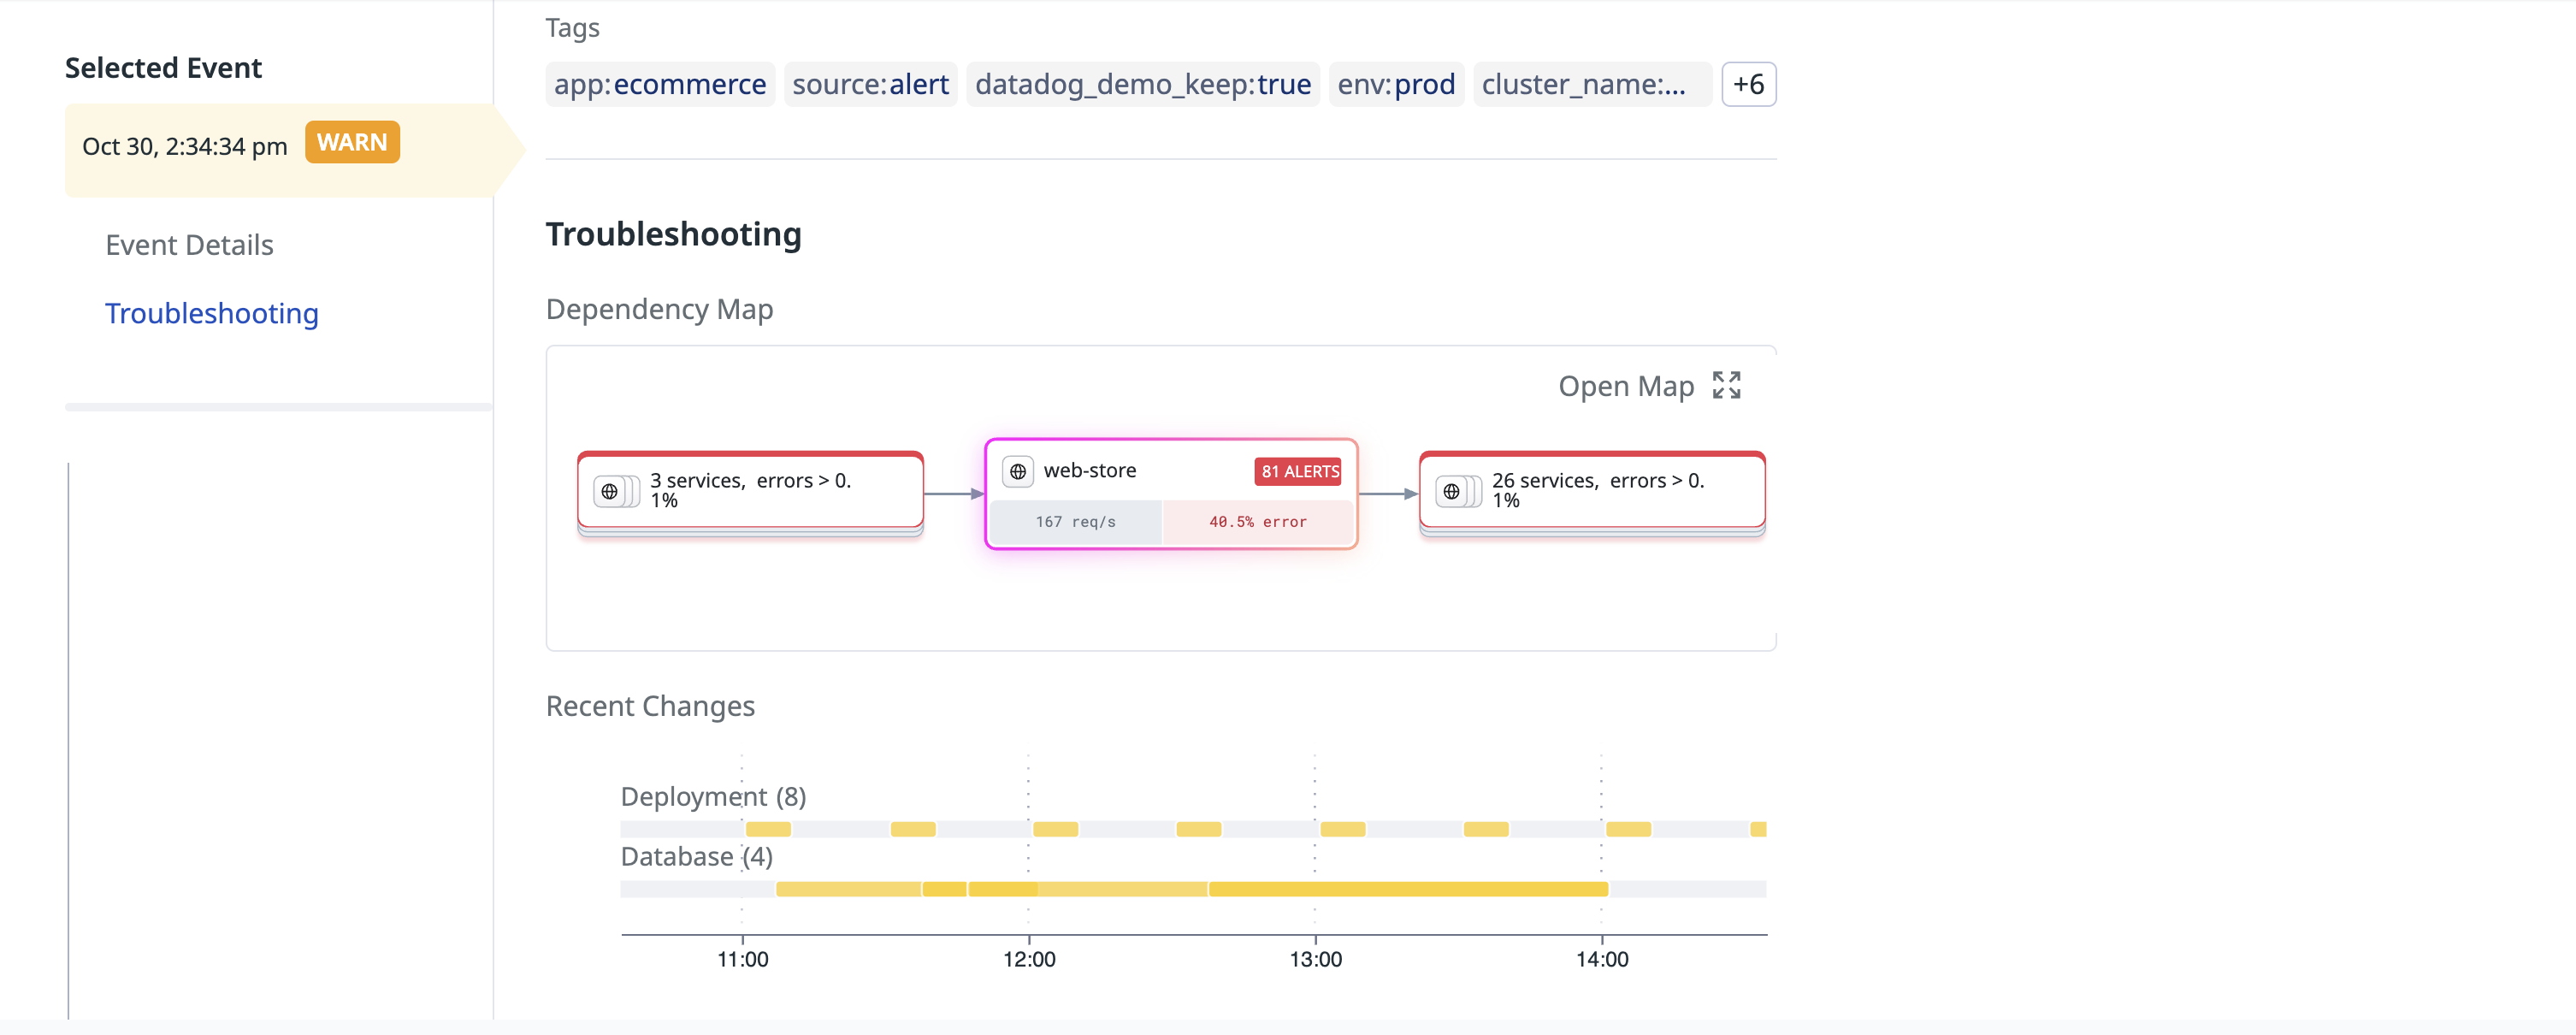 Selected Event
Oct 30, 2:34:34 pm WARN
Event Details
Troubleshooting
Tags
app:ecommerce source:alert datadog_demo_keep:true env:prod cluster_name:... +6
Troubleshooting
Dependency Map
Open Map
3 services,  errors > 0.
1%
web-store 81 ALERTS
167 req/s 40.5% error
26 services,  errors > 0.
1%
Recent Changes
Deployment (8)
Database (4)
11:00 12:00 13:00 14:00